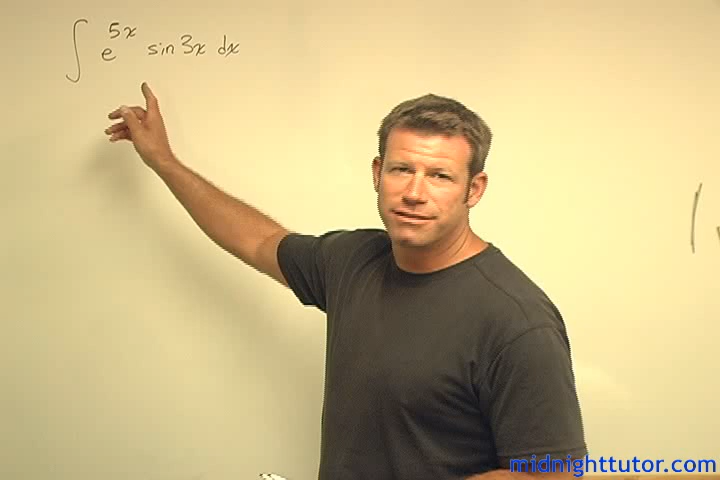 ∫ e^{5x} sin 3x dx
midnighttutor.com